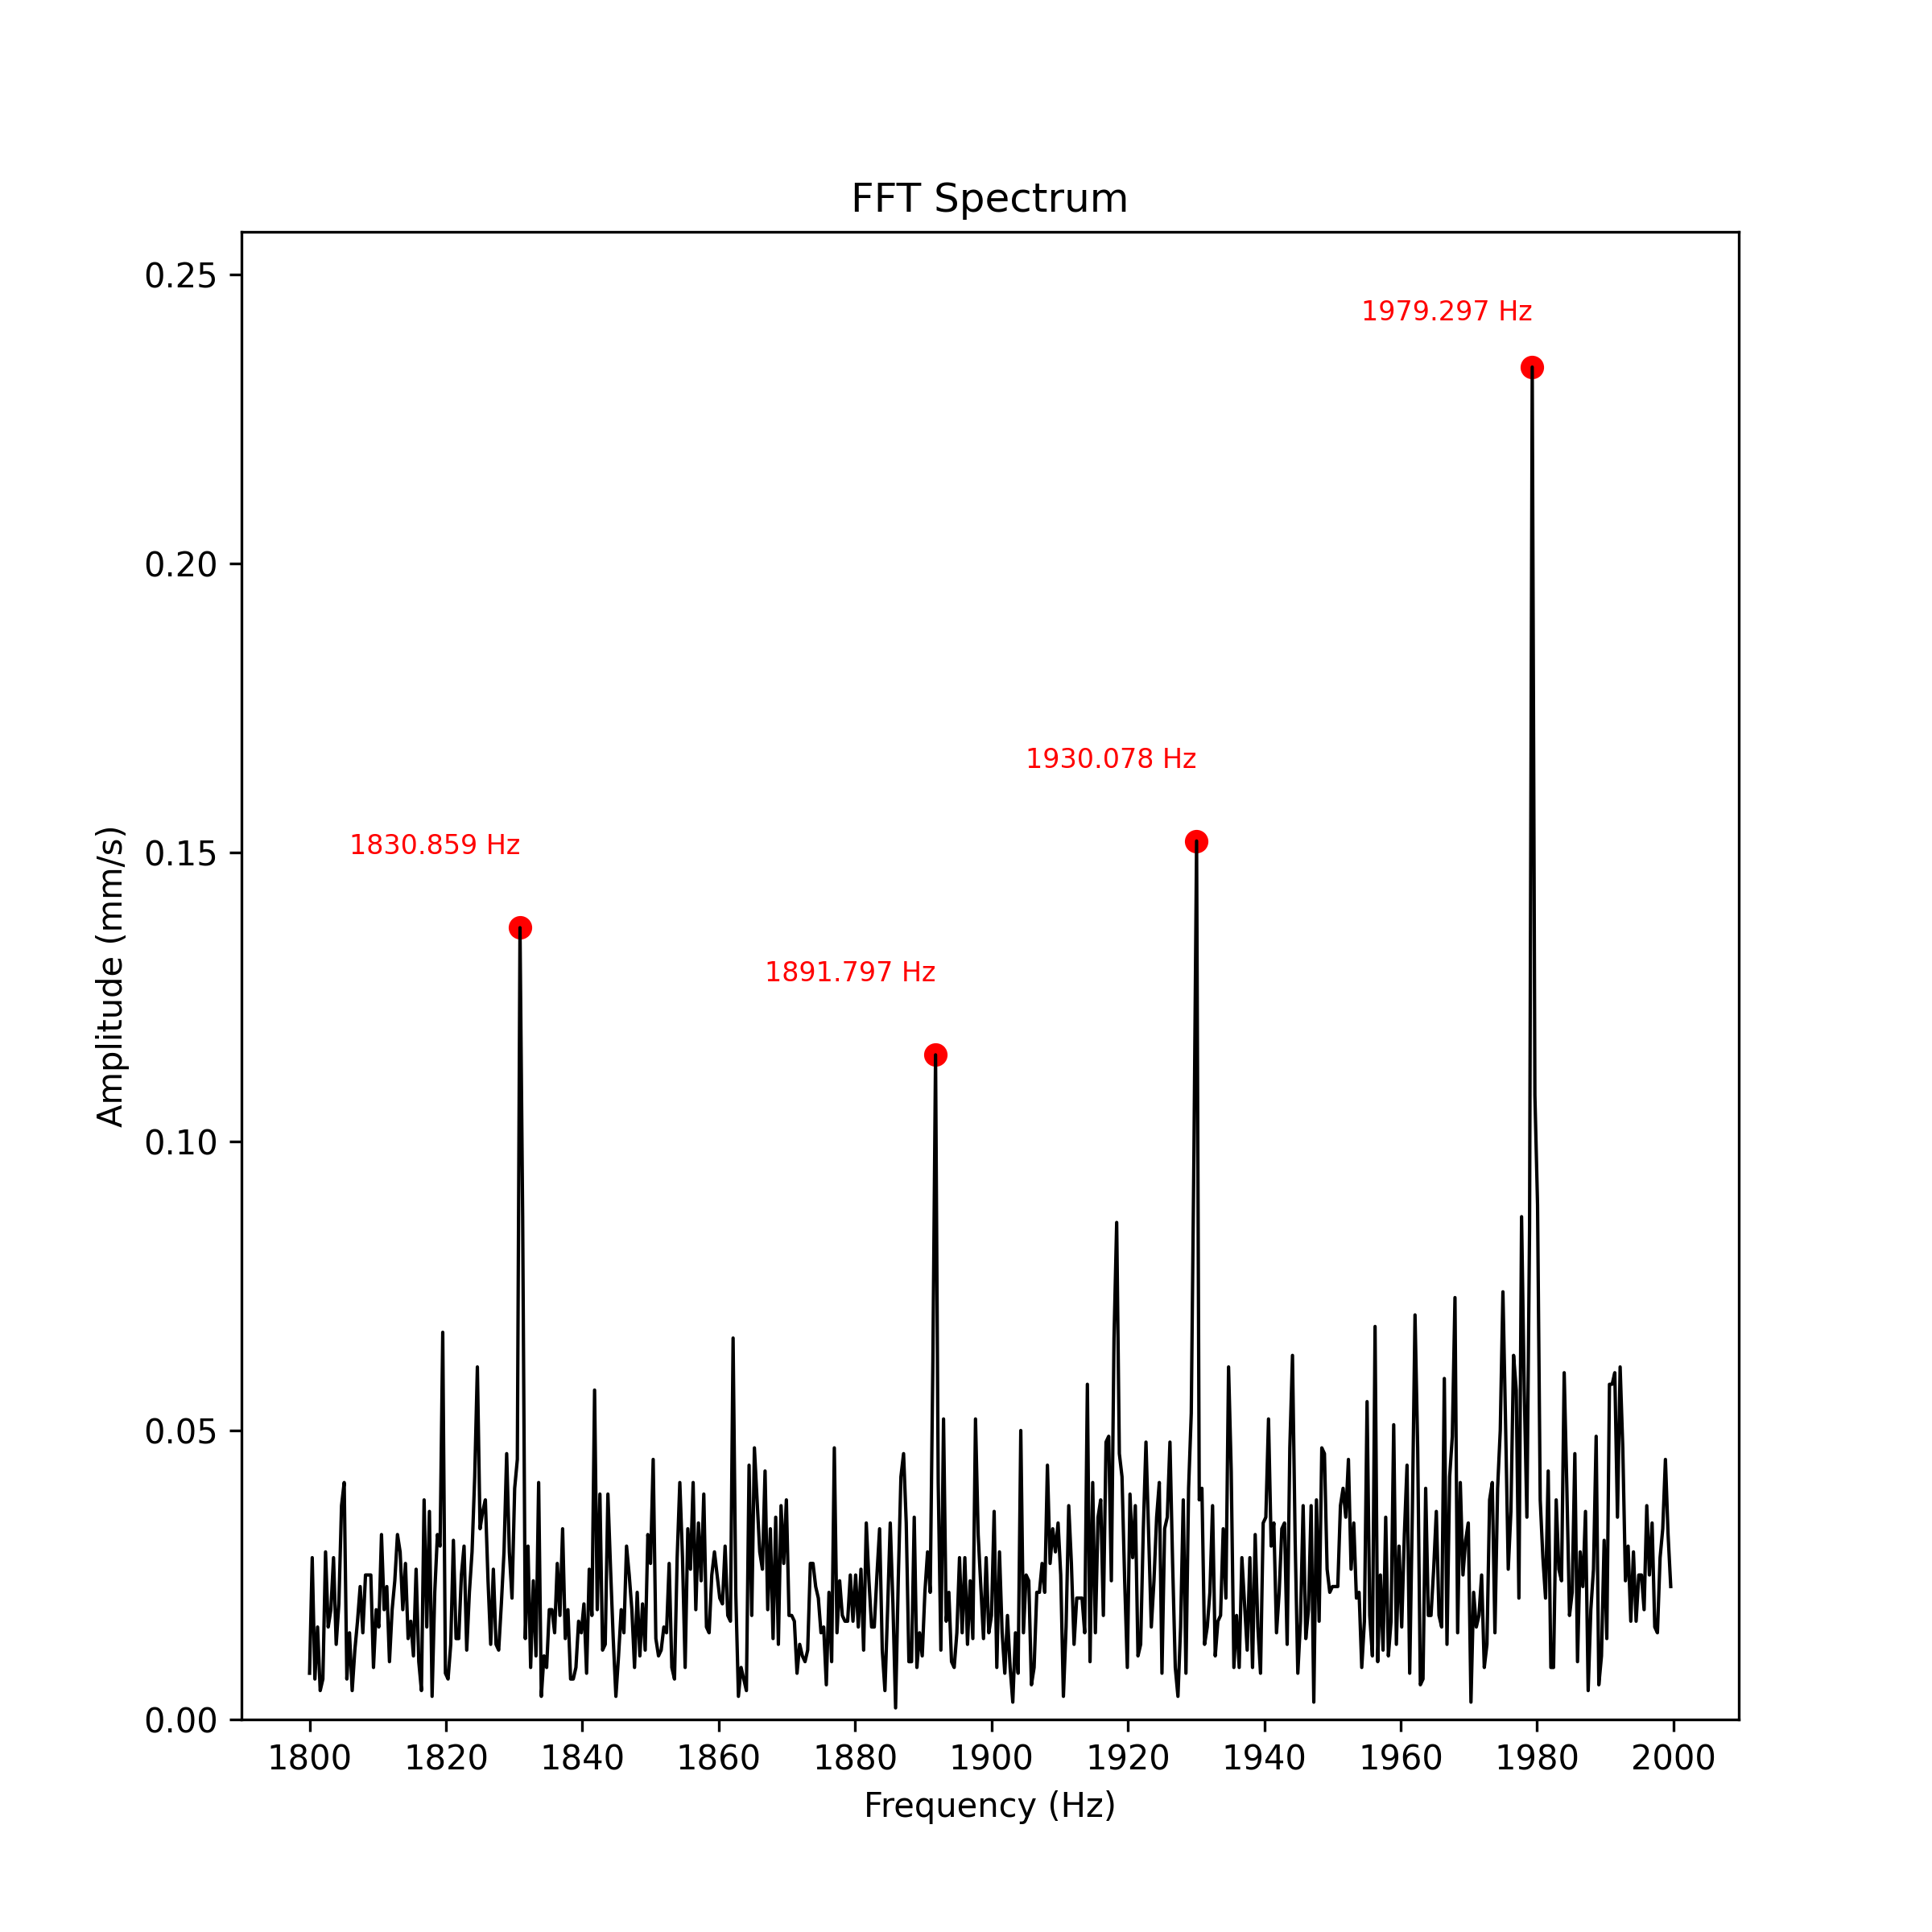 FFT Spectrum
0.25
0.20
0.15
0.10
0.05
0.00
Amplitude (mm/s)
1979.297 Hz
1930.078 Hz
1830.859 Hz
1891.797 Hz
1800 1820 1840 1860 1880 1900 1920 1940 1960 1980 2000
Frequency (Hz)